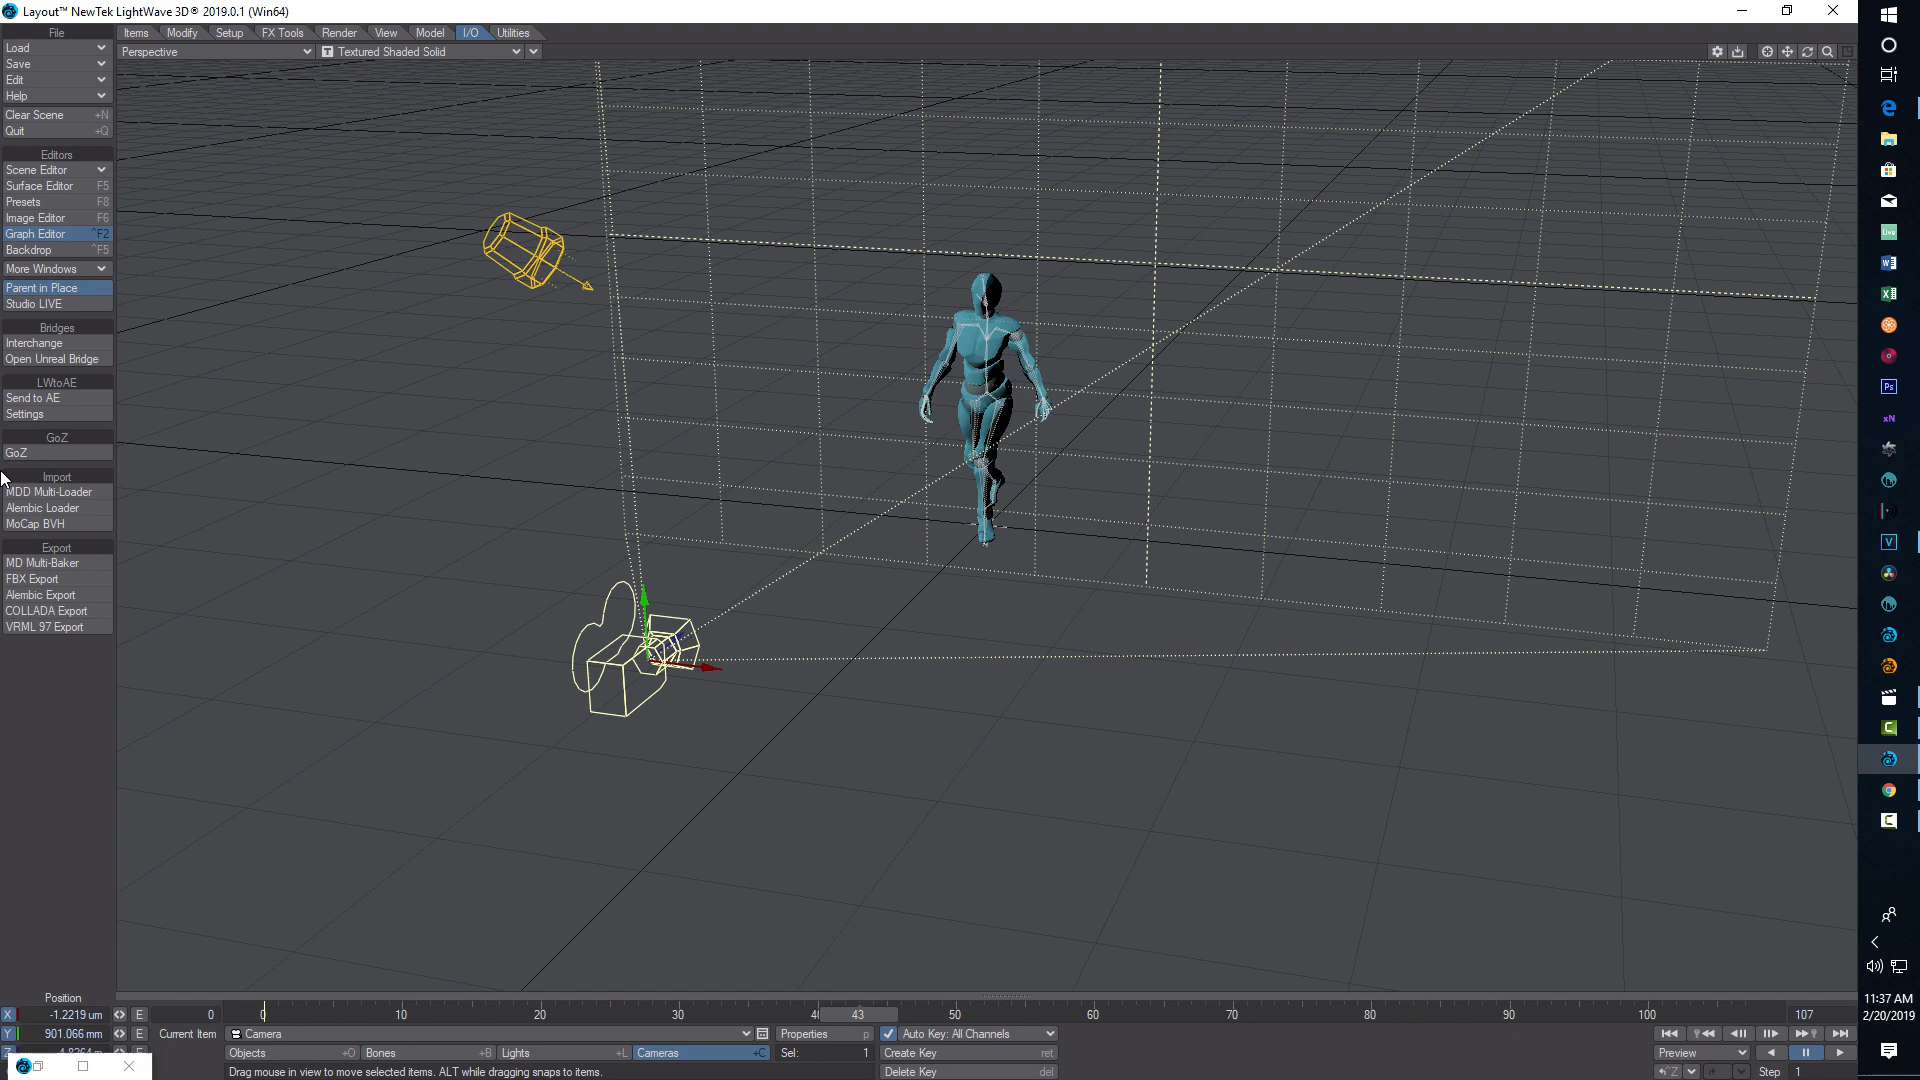 Layout™ NewTek LightWave 3D® 2019.0.1 (Win64)
File
Items Modify Setup FX Tools Render View Model I/O Utilities
Load
Perspective
T Textured Shaded Solid
Save
Edit
Help
Clear Scene +N
Quit +Q
Editors
Scene Editor
Surface Editor F5
Presets F8
Image Editor F6
Graph Editor ^F2
Backdrop ^F5
More Windows
Parent in Place
Studio LIVE
Bridges
Interchange
Open Unreal Bridge
LWtoAE
Send to AE
Settings
GoZ
GoZ
Import
MDD Multi-Loader
Alembic Loader
MoCap BVH
Export
MD Multi-Baker
FBX Export
Alembic Export
COLLADA Export
VRML 97 Export
Live
Ps
xN
V
Position
X -1.2219 um E 0
0 10 20 30 43 50 60 70 80 90 100 107
Y 901.066 mm E Current Item Camera Properties p Auto Key: All Channels
Objects +O Bones +B Lights +L Cameras +C Sel: 1 Create Key ret Preview
Drag mouse in view to move selected items. ALT while dragging snaps to items. Delete Key del ^Z Step 1
11:37 AM
2/20/2019